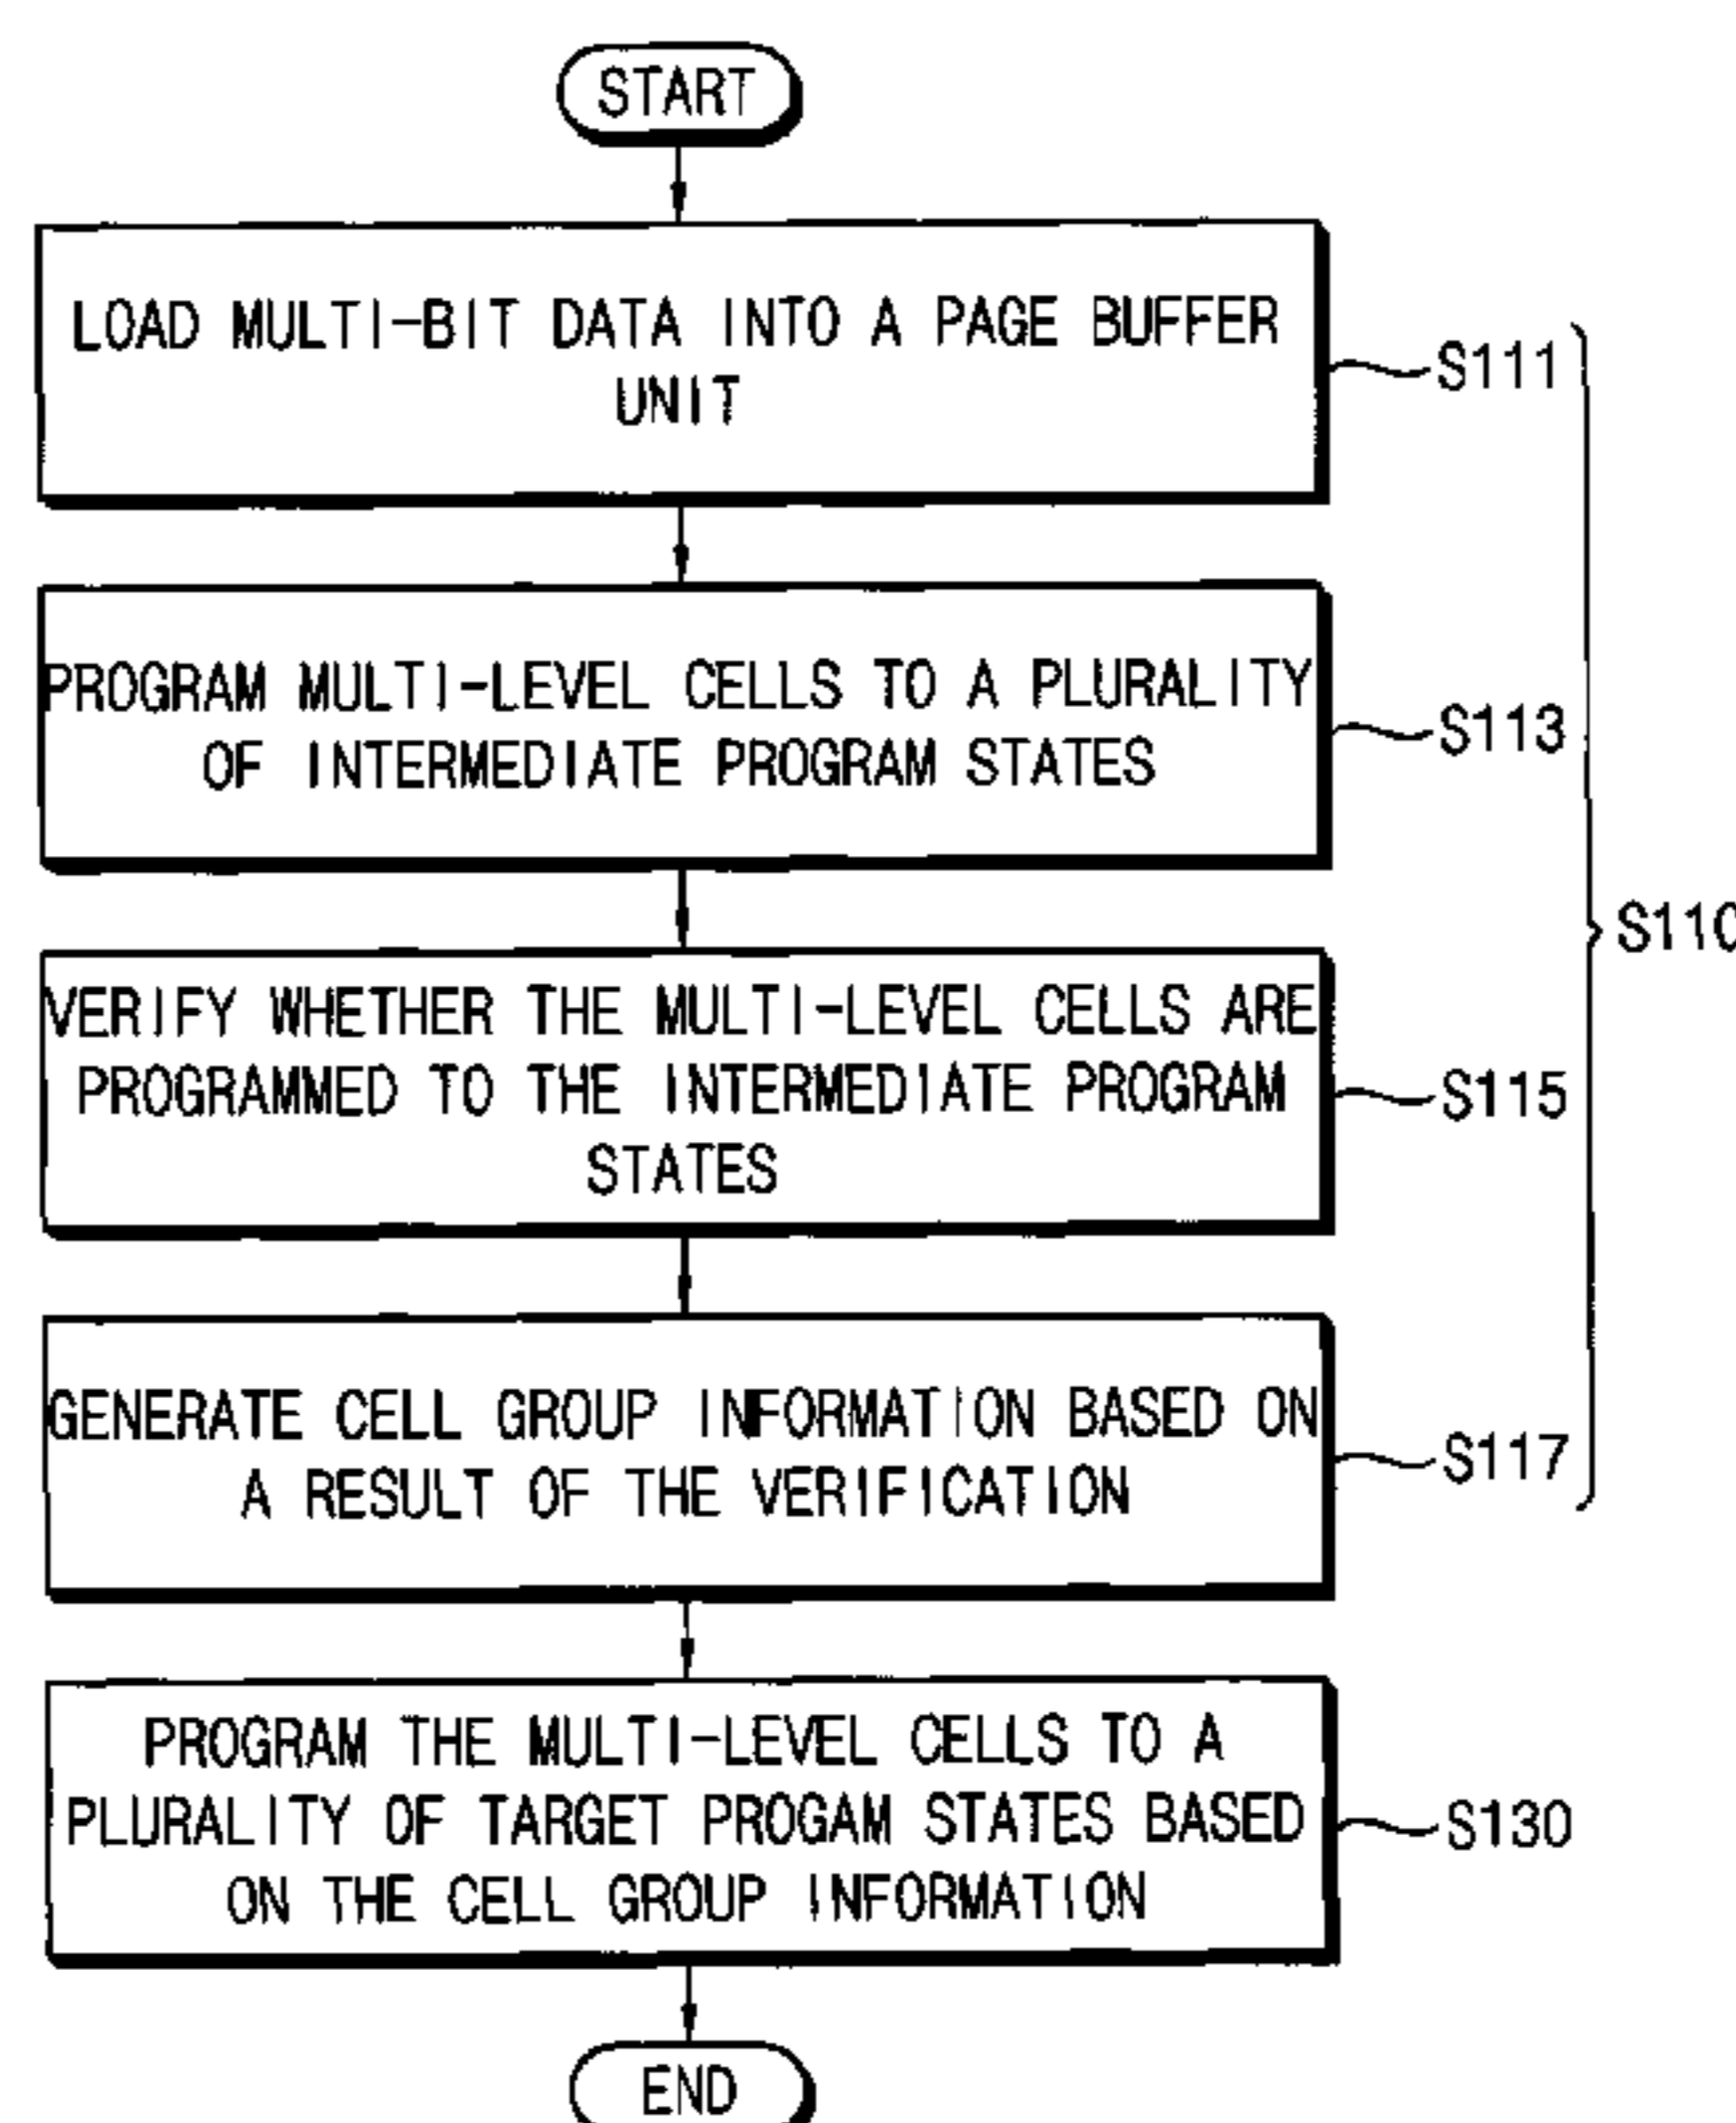 START
LOAD MULTI-BIT DATA INTO A PAGE BUFFER
UNIT
S111
PROGRAM MULTI-LEVEL CELLS TO A PLURALITY
OF INTERMEDIATE PROGRAM STATES
S113
S110
VERIFY WHETHER THE MULTI-LEVEL CELLS ARE
PROGRAMMED TO THE INTERMEDIATE PROGRAM
STATES
S115
GENERATE CELL GROUP INFORMATION BASED ON
A RESULT OF THE VERIFICATION
S117
PROGRAM THE MULTI-LEVEL CELLS TO A
PLURALITY OF TARGET PROGAM STATES BASED
ON THE CELL GROUP INFORMATION
S130
END